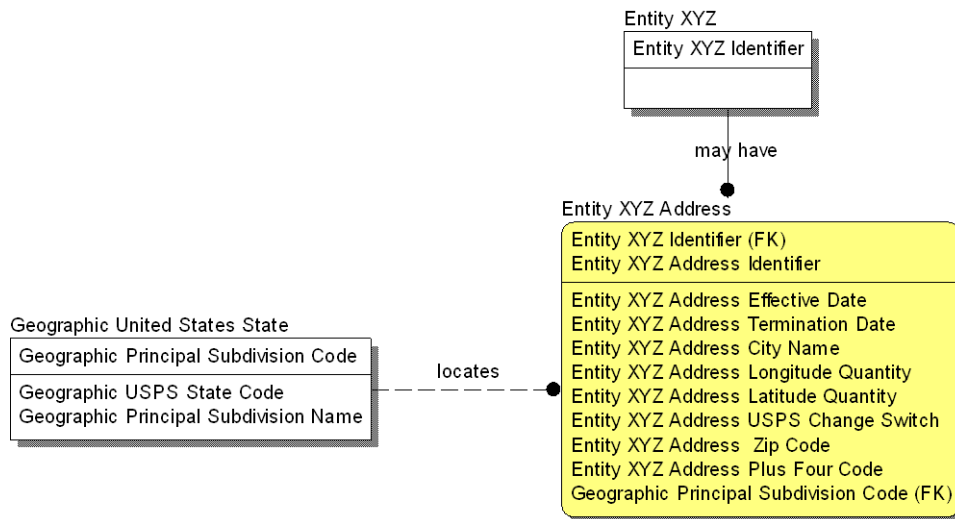 Entity XYZ
Entity XYZ Identifier
may have
Entity XYZ Address
Entity XYZ Identifier (FK)
Entity XYZ Address Identifier
Entity XYZ Address Effective Date
Entity XYZ Address Termination Date
Entity XYZ Address City Name
Entity XYZ Address Longitude Quantity
Entity XYZ Address Latitude Quantity
Entity XYZ Address USPS Change Switch
Entity XYZ Address  Zip Code
Entity XYZ Address Plus Four Code
Geographic Principal Subdivision Code (FK)
Geographic United States State
Geographic Principal Subdivision Code
Geographic USPS State Code
Geographic Principal Subdivision Name
locates